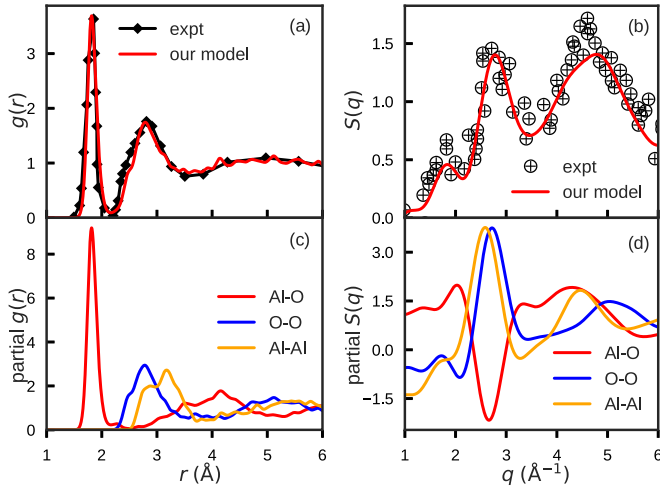 (a)
expt
our model
g(r)
3
2
1
0
(b)
S(q)
1.5
1.0
0.5
0.0
expt
our model
(c)
partial g(r)
8
6
4
2
0
Al-O
O-O
Al-Al
1 2 3 4 5 6
r (Å)
(d)
partial S(q)
1.5
0.0
−1.5
Al-O
O-O
Al-Al
1 2 3 4 5 6
q (Å⁻¹)